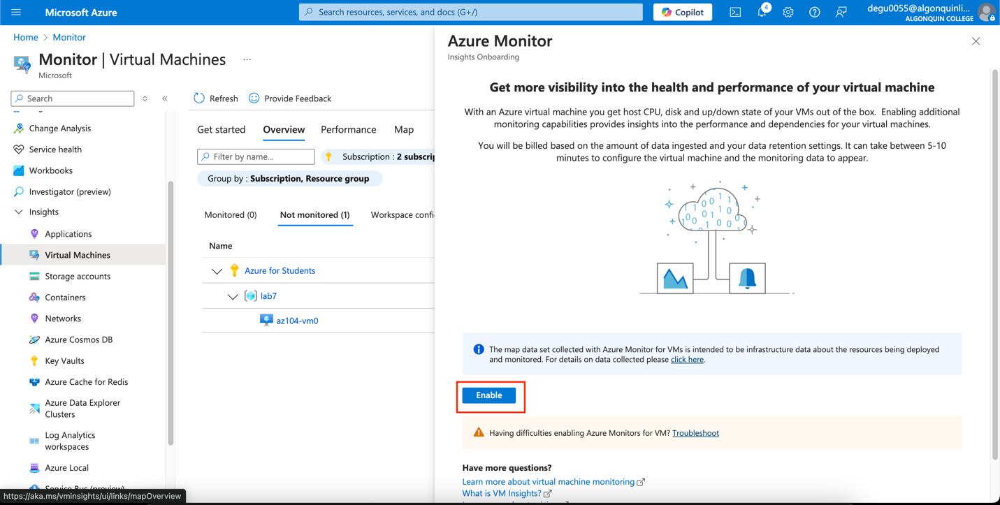 Microsoft Azure
Search resources, services, and docs (G+/)
Copilot
4
degu0055@algonquinli...
ALGONQUIN COLLEGE
Home > Monitor
Monitor | Virtual Machines ...
Microsoft
Search
Change Analysis
Service health
Workbooks
Investigator (preview)
Insights
Applications
Virtual Machines
Storage accounts
Containers
Networks
Azure Cosmos DB
Key Vaults
Azure Cache for Redis
Azure Data Explorer
Clusters
Log Analytics
workspaces
Azure Local
Service Bus (preview)
https://aka.ms/vminsights/ui/links/mapOverview
Refresh
Provide Feedback
Get started
Overview
Performance
Map
Filter by name...
Subscription : 2 subscrip
Group by : Subscription, Resource group
Monitored (0)
Not monitored (1)
Workspace confi
Name
Azure for Students
lab7
az104-vm0
Azure Monitor
Insights Onboarding
Get more visibility into the health and performance of your virtual machine
With an Azure virtual machine you get host CPU, disk and up/down state of your VMs out of the box. Enabling additional
monitoring capabilities provides insights into the performance and dependencies for your virtual machines.
You will be billed based on the amount of data ingested and your data retention settings. It can take between 5-10
minutes to configure the virtual machine and the monitoring data to appear.
The map data set collected with Azure Monitor for VMs is intended to be infrastructure data about the resources being deployed
and monitored. For details on data collected please click here.
Enable
Having difficulties enabling Azure Monitors for VM? Troubleshoot
Have more questions?
Learn more about virtual machine monitoring
What is VM Insights?